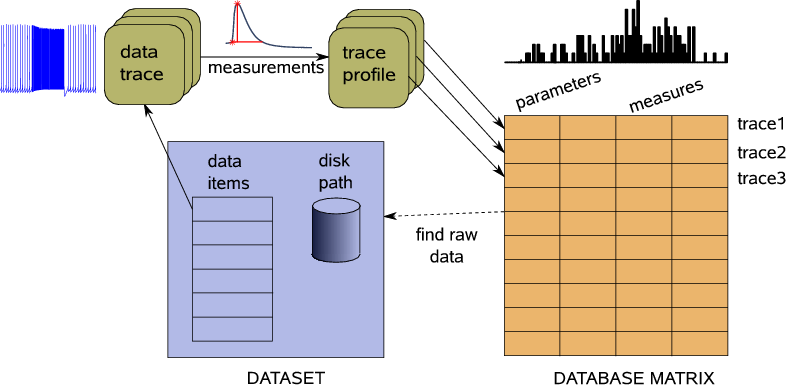 data
trace
measurements
trace
profile
parameters
measures
trace1
trace2
trace3
data
items
disk
path
find raw
data
DATASET
DATABASE MATRIX